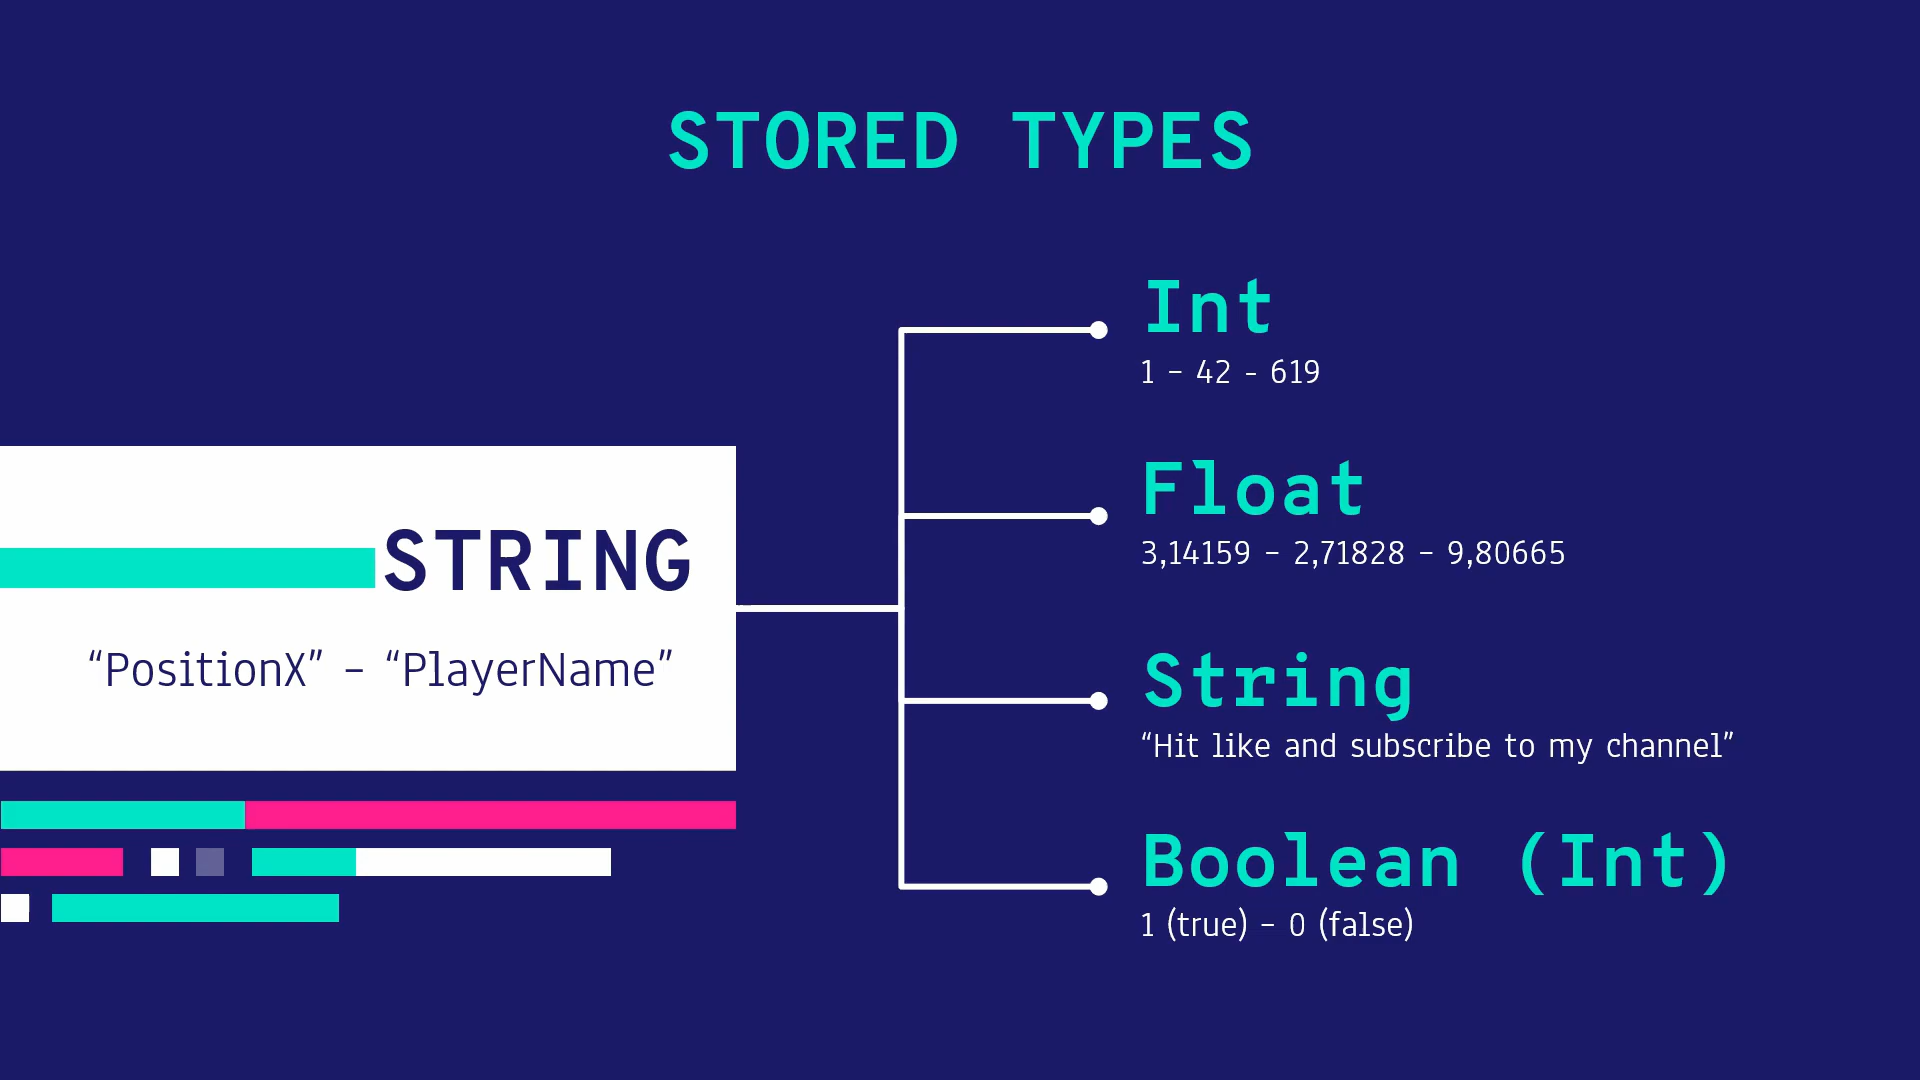 STORED TYPES
STRING
“PositionX” – “PlayerName”
Int
1 – 42 - 619
Float
3,14159 – 2,71828 – 9,80665
String
“Hit like and subscribe to my channel”
Boolean (Int)
1 (true) – 0 (false)